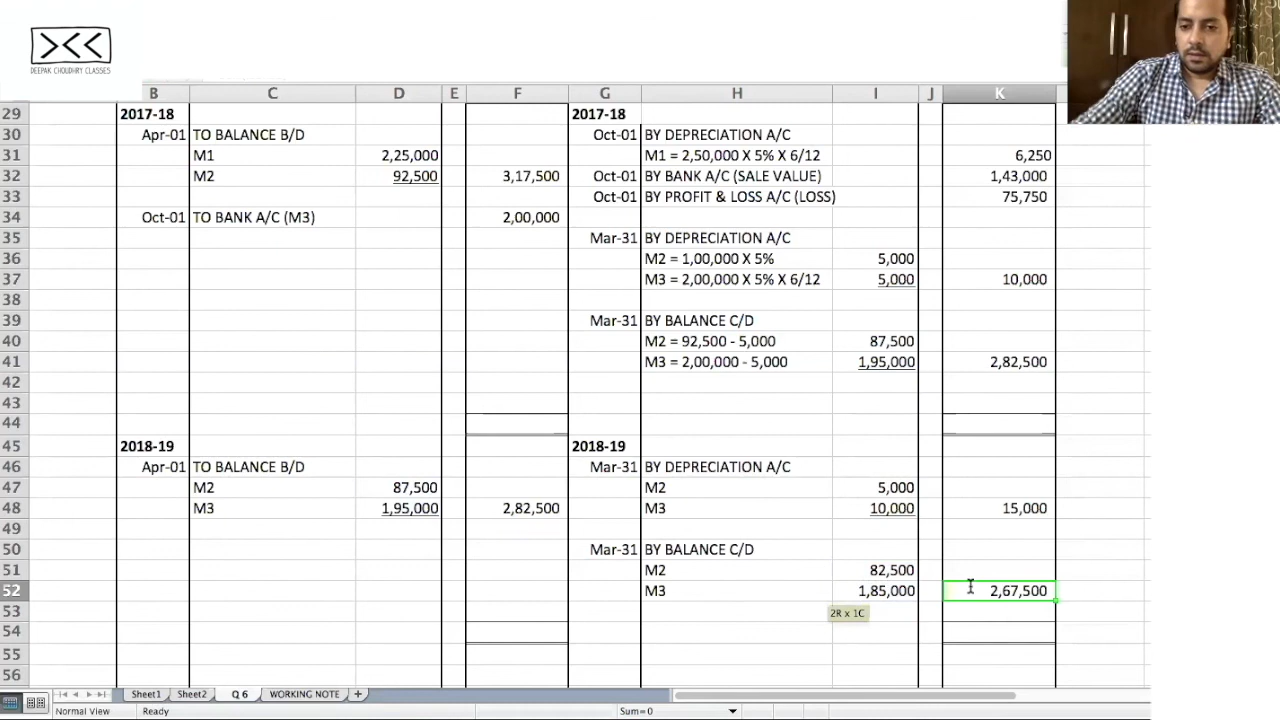 DEEPAK CHOUDHRY CLASSES
B C D E F G H I J K
29 2017-18 2017-18
30 Apr-01 TO BALANCE B/D Oct-01 BY DEPRECIATION A/C
31 M1 2,25,000 M1 = 2,50,000 X 5% X 6/12 6,250
32 M2 92,500 3,17,500 Oct-01 BY BANK A/C (SALE VALUE) 1,43,000
33 Oct-01 BY PROFIT & LOSS A/C (LOSS) 75,750
34 Oct-01 TO BANK A/C (M3) 2,00,000
35 Mar-31 BY DEPRECIATION A/C
36 M2 = 1,00,000 X 5% 5,000
37 M3 = 2,00,000 X 5% X 6/12 5,000 10,000
38
39 Mar-31 BY BALANCE C/D
40 M2 = 92,500 - 5,000 87,500
41 M3 = 2,00,000 - 5,000 1,95,000 2,82,500
42
43
44
45 2018-19 2018-19
46 Apr-01 TO BALANCE B/D Mar-31 BY DEPRECIATION A/C
47 M2 87,500 M2 5,000
48 M3 1,95,000 2,82,500 M3 10,000 15,000
49
50 Mar-31 BY BALANCE C/D
51 M2 82,500
52 M3 1,85,000 2,67,500
53 2R x 1C
54
55
56
Sheet1 Sheet2 Q 6 WORKING NOTE +
Normal View Ready Sum=0